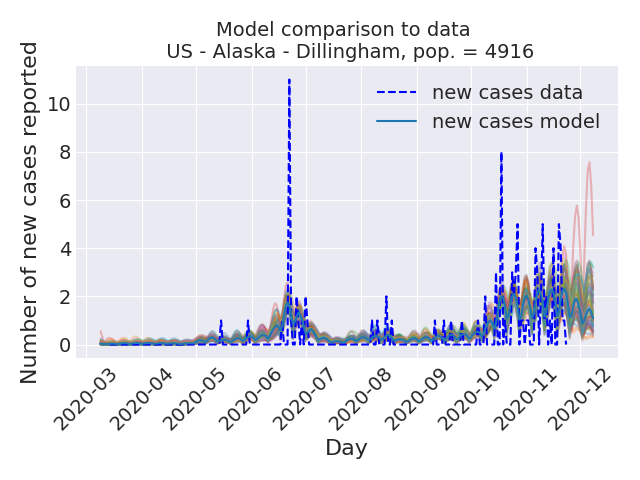 Model comparison to data
US - Alaska - Dillingham, pop. = 4916
Number of new cases reported
10
8
6
4
2
0
new cases data
new cases model
2020-03
2020-04
2020-05
2020-06
2020-07
2020-08
2020-09
2020-10
2020-11
2020-12
Day